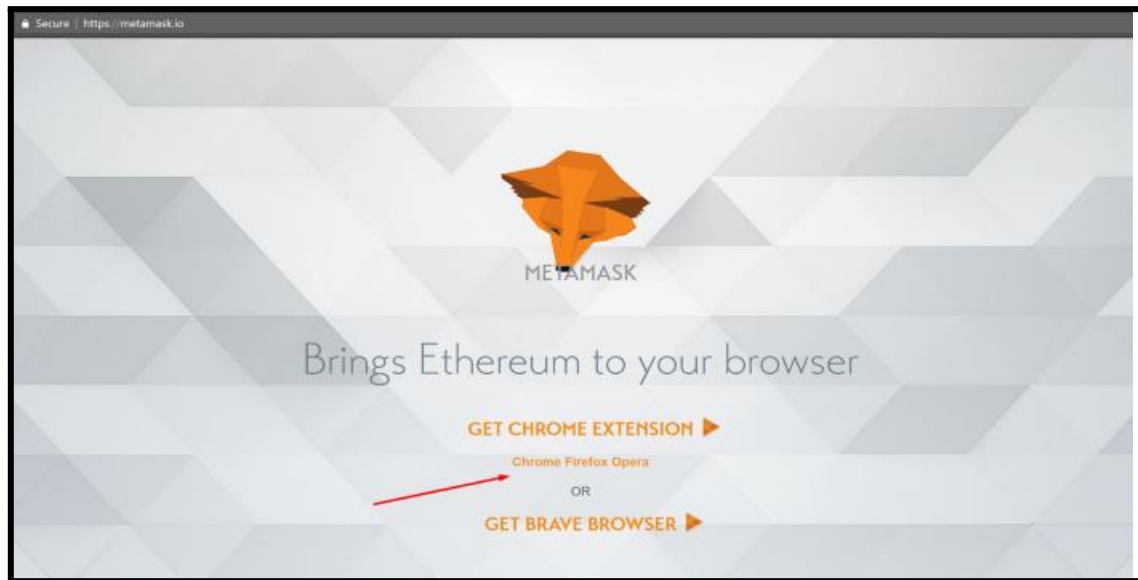 Secure | https://metamask.io
METAMASK
Brings Ethereum to your browser
GET CHROME EXTENSION
Chrome Firefox Opera
OR
GET BRAVE BROWSER